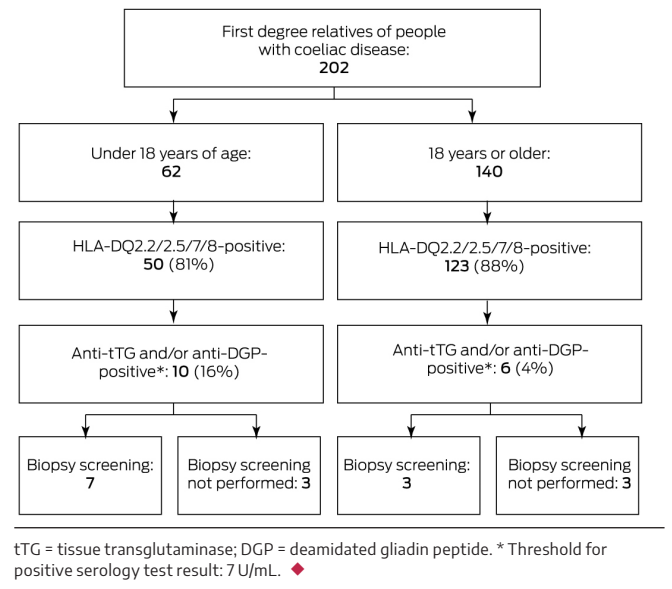 First degree relatives of people
with coeliac disease:
202
Under 18 years of age:
62
18 years or older:
140
HLA-DQ2.2/2.5/7/8-positive:
50 (81%)
HLA-DQ2.2/2.5/7/8-positive:
123 (88%)
Anti-tTG and/or anti-DGP-
positive*: 10 (16%)
Anti-tTG and/or anti-DGP-
positive*: 6 (4%)
Biopsy screening:
7
Biopsy screening
not performed: 3
Biopsy screening:
3
Biopsy screening
not performed: 3
tTG = tissue transglutaminase; DGP = deamidated gliadin peptide. * Threshold for
positive serology test result: 7 U/mL. ◆